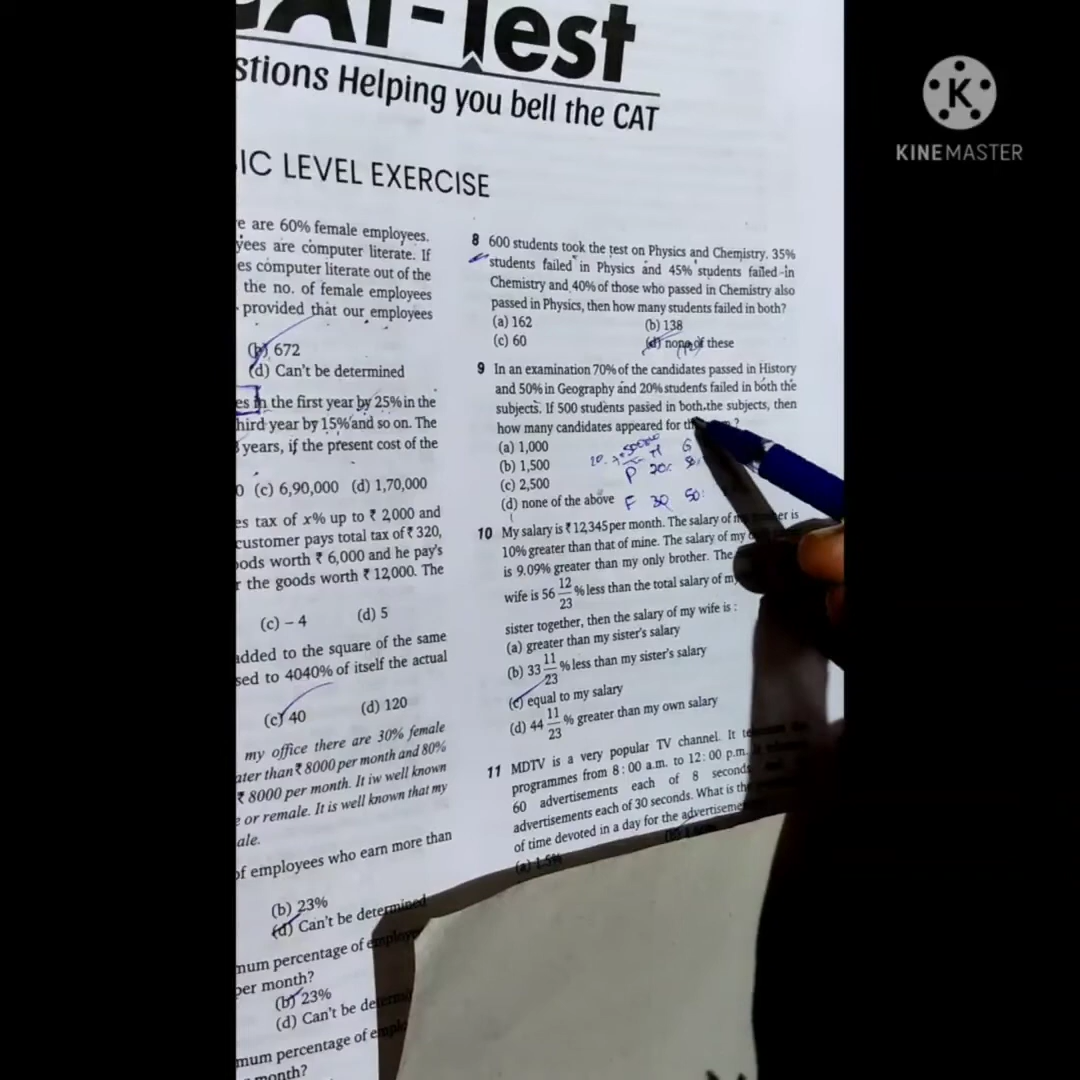 CAT-Test
stions Helping you bell the CAT
IC LEVEL EXERCISE
e are 60% female employees.
yees are computer literate. If
es computer literate out of the
the no. of female employees
provided that our employees
(b) 672
(d) Can't be determined
es in the first year by 25% in the
hird year by 15% and so on. The
years, if the present cost of the
0 (c) 6,90,000 (d) 1,70,000
es tax of x% up to ₹ 2,000 and
customer pays total tax of ₹ 320,
oods worth ₹ 6,000 and he pay's
r the goods worth ₹ 12,000. The
(c) – 4 (d) 5
added to the square of the same
sed to 4040% of itself the actual
(c) 40 (d) 120
my office there are 30% female
ater than ₹ 8000 per month and 80%
₹ 8000 per month. It iw well known
e or remale. It is well known that my
ale.
of employees who earn more than
(b) 23%
(d) Can't be determined
mum percentage of employe
per month?
(b) 23%
(d) Can't be determi
mum percentage of emplo
month?
8 600 students took the test on Physics and Chemistry. 35%
students failed in Physics and 45% students failed in
Chemistry and 40% of those who passed in Chemistry also
passed in Physics, then how many students failed in both?
(a) 162 (b) 138
(c) 60 (d) none of these
9 In an examination 70% of the candidates passed in History
and 50% in Geography and 20% students failed in both the
subjects. If 500 students passed in both the subjects, then
how many candidates appeared for th ?
(a) 1,000
(b) 1,500
(c) 2,500
(d) none of the above
H G
P 20%
F 30 50%
10 My salary is ₹ 12,345 per month. The salary of my is
10% greater than that of mine. The salary of my
is 9.09% greater than my only brother. The
wife is 56 12/23 % less than the total salary of my
sister together, then the salary of my wife is :
(a) greater than my sister's salary
(b) 33 11/23 % less than my sister's salary
(c) equal to my salary
(d) 44 11/23 % greater than my own salary
11 MDTV is a very popular TV channel. It the
programmes from 8 : 00 a.m. to 12 : 00 p.m.
60 advertisements each of 8 seconds
advertisements each of 30 seconds. What is the
of time devoted in a day for the advertiseme
(a) 1.5%
K
KINEMASTER